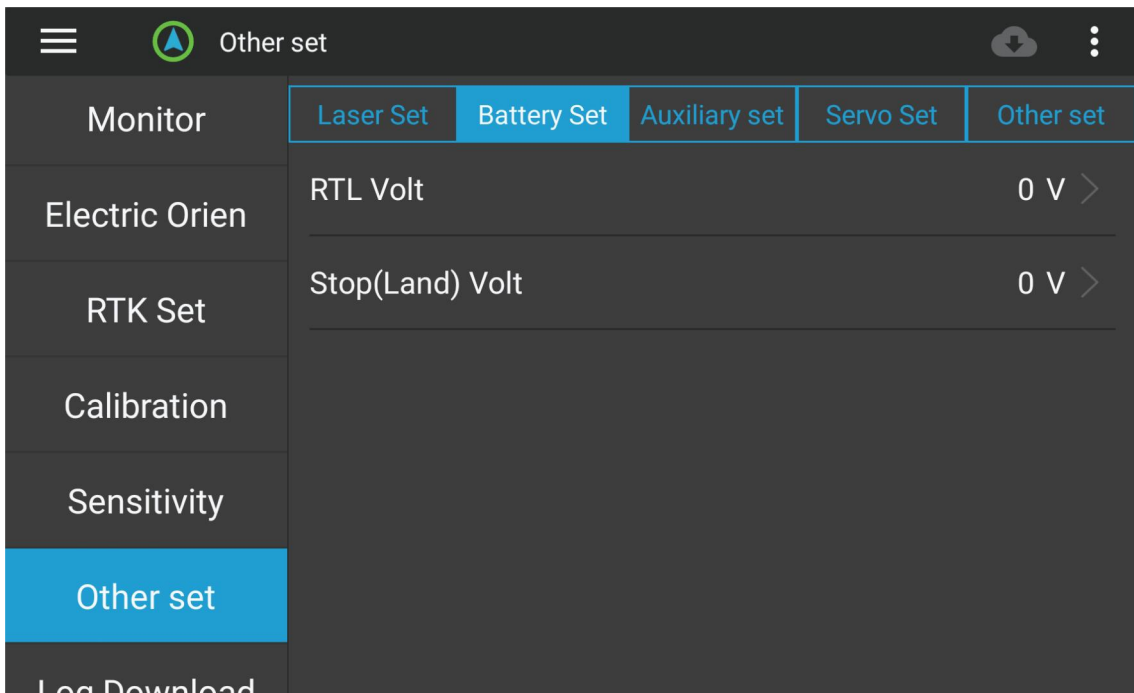 Other set
Monitor
Electric Orien
RTK Set
Calibration
Sensitivity
Other set
Log Download
Laser Set
Battery Set
Auxiliary set
Servo Set
Other set
RTL Volt 0 V
Stop(Land) Volt 0 V